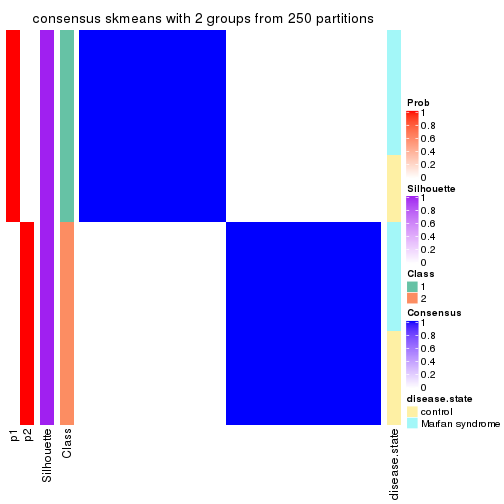 consensus skmeans with 2 groups from 250 partitions
Prob
1
0.8
0.6
0.4
0.2
0
Silhouette
1
0.8
0.6
0.4
0.2
0
Class
1
2
Consensus
1
0.8
0.6
0.4
0.2
0
disease.state
control
Marfan syndrome
p1
p2
Silhouette
Class
disease.state